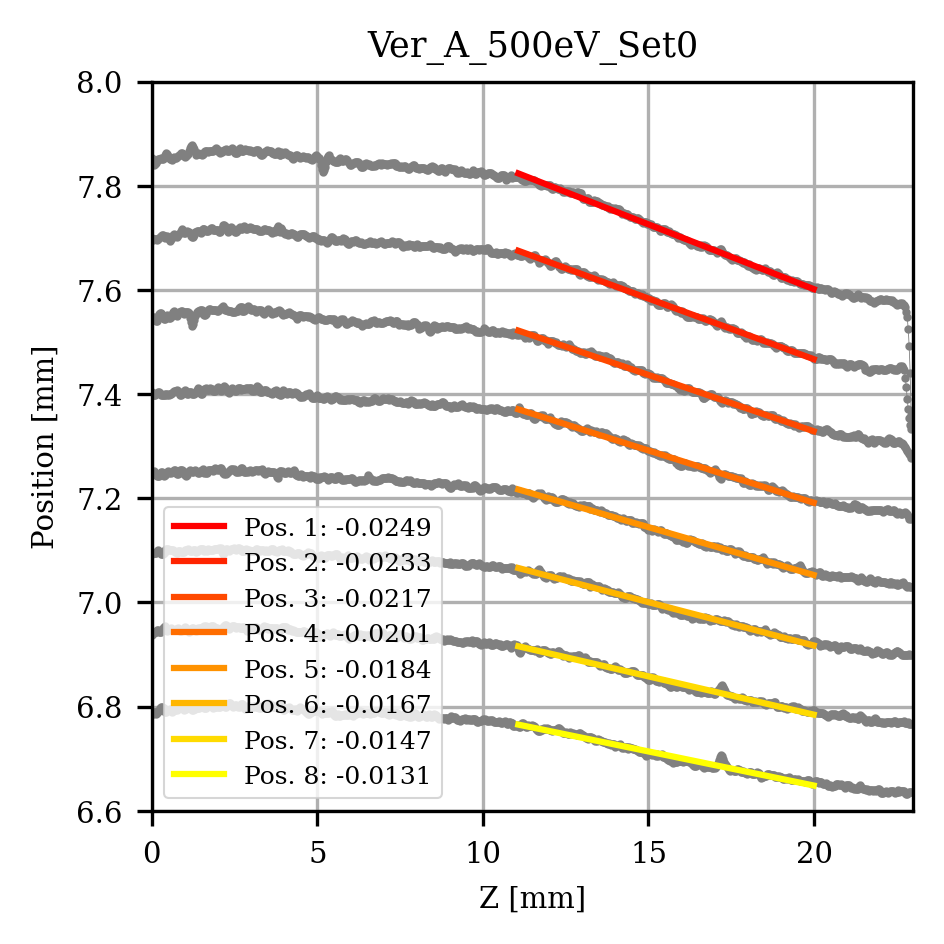 Ver_A_500eV_Set0
8.0
7.8
7.6
7.4
7.2
7.0
6.8
6.6
Position [mm]
Pos. 1: -0.0249
Pos. 2: -0.0233
Pos. 3: -0.0217
Pos. 4: -0.0201
Pos. 5: -0.0184
Pos. 6: -0.0167
Pos. 7: -0.0147
Pos. 8: -0.0131
0 5 10 15 20
Z [mm]